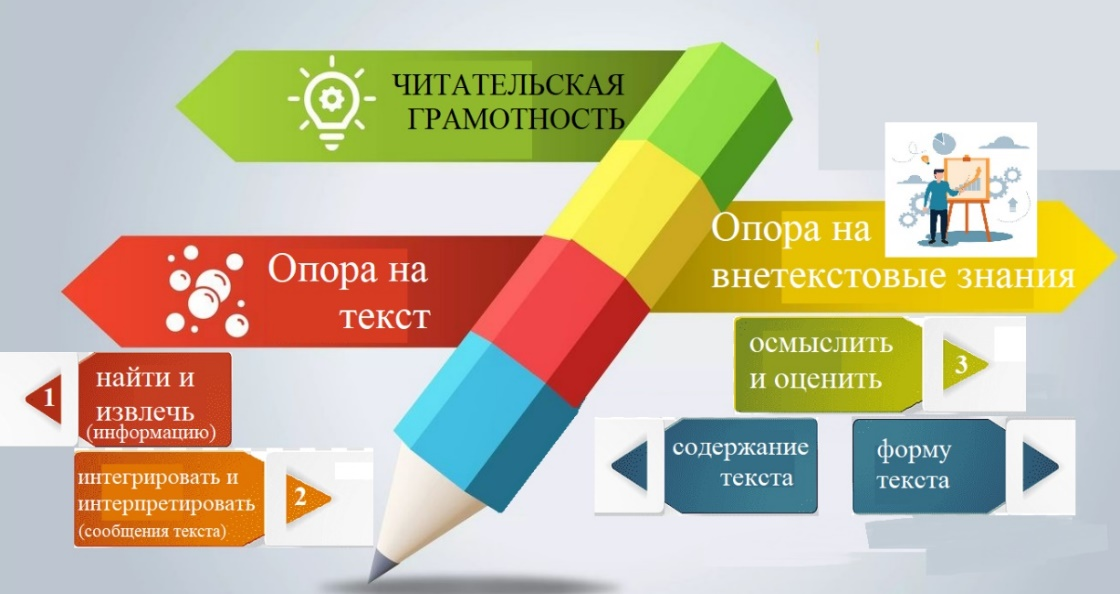 ЧИТАТЕЛЬСКАЯ
ГРАМОТНОСТЬ
Опора на
текст
1
найти и
извлечь
(информацию)
интегрировать и
интерпретировать
(сообщения текста)
2
Опора на
внетекстовые знания
осмыслить
и оценить
3
содержание
текста
форму
текста